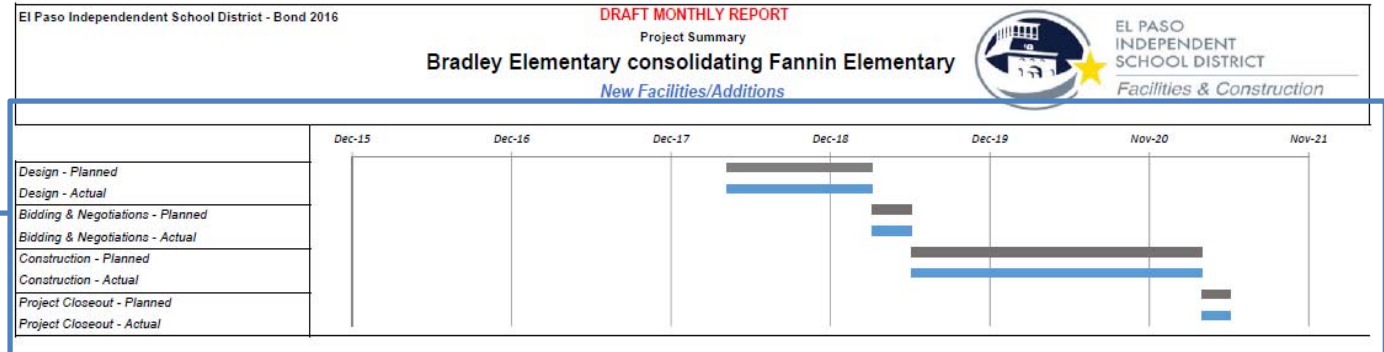 El Paso Independendent School District - Bond 2016
DRAFT MONTHLY REPORT
Project Summary
Bradley Elementary consolidating Fannin Elementary
New Facilities/Additions
EL PASO
INDEPENDENT
SCHOOL DISTRICT
Facilities & Construction
Dec-15 Dec-16 Dec-17 Dec-18 Dec-19 Nov-20 Nov-21
Design - Planned
Design - Actual
Bidding & Negotiations - Planned
Bidding & Negotiations - Actual
Construction - Planned
Construction - Actual
Project Closeout - Planned
Project Closeout - Actual